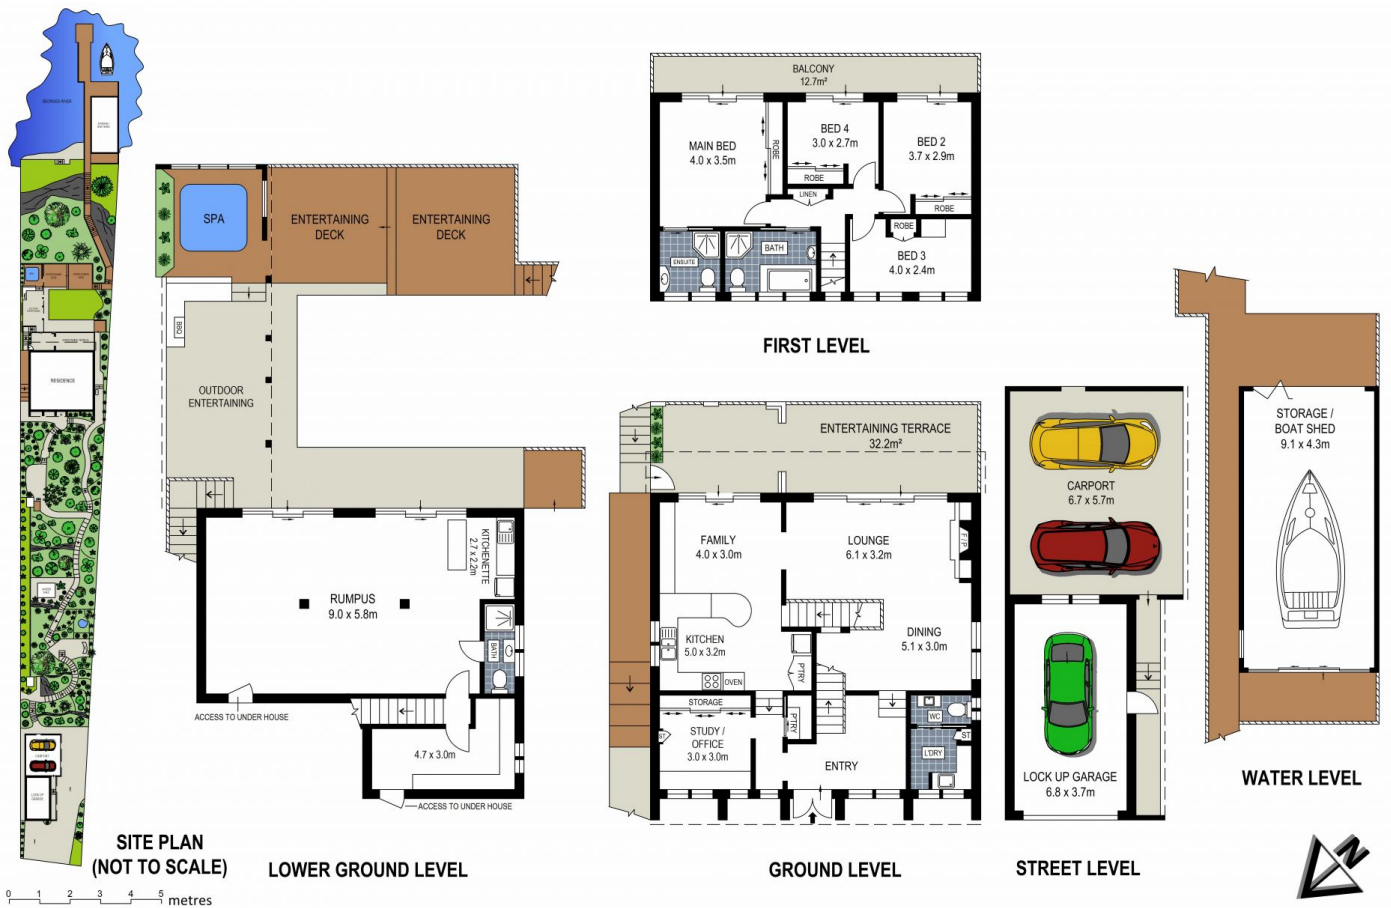 GEORGES RIVER
RESIDENCE
CARPORT
LOCK UP
GARAGE
SITE PLAN
(NOT TO SCALE)
0 1 2 3 4 5 metres
SPA
ENTERTAINING
DECK
ENTERTAINING
DECK
BBQ
OUTDOOR
ENTERTAINING
KITCHENETTE
2.7 x 2.2m
RUMPUS
9.0 x 5.8m
BATH
ACCESS TO UNDER HOUSE
4.7 x 3.0m
ACCESS TO UNDER HOUSE
LOWER GROUND LEVEL
BALCONY
12.7m²
MAIN BED
4.0 x 3.5m
ROBE
BED 4
3.0 x 2.7m
ROBE
BED 2
3.7 x 2.9m
ROBE
LINEN
ENSUITE
BATH
ROBE
BED 3
4.0 x 2.4m
FIRST LEVEL
ENTERTAINING TERRACE
32.2m²
FAMILY
4.0 x 3.0m
LOUNGE
6.1 x 3.2m
F/P
KITCHEN
5.0 x 3.2m
OVEN
PTRY
DINING
5.1 x 3.0m
STORAGE
ST
STUDY /
OFFICE
3.0 x 3.0m
PTRY
ENTRY
WC
ST
L'DRY
GROUND LEVEL
CARPORT
6.7 x 5.7m
LOCK UP GARAGE
6.8 x 3.7m
STREET LEVEL
STORAGE /
BOAT SHED
9.1 x 4.3m
WATER LEVEL
N